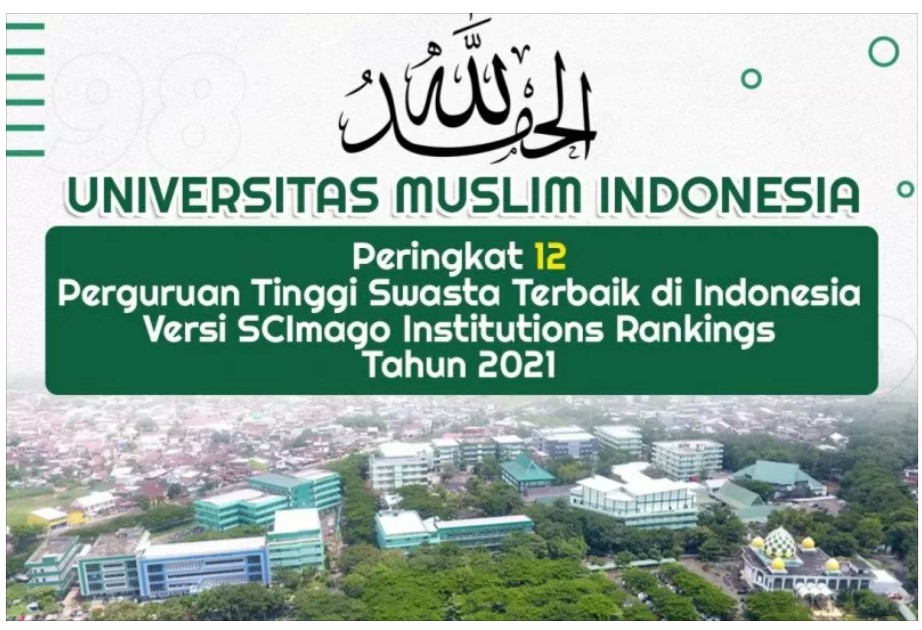 الحمد لله
UNIVERSITAS MUSLIM INDONESIA
Peringkat 12
Perguruan Tinggi Swasta Terbaik di Indonesia
Versi SCImago Institutions Rankings
Tahun 2021